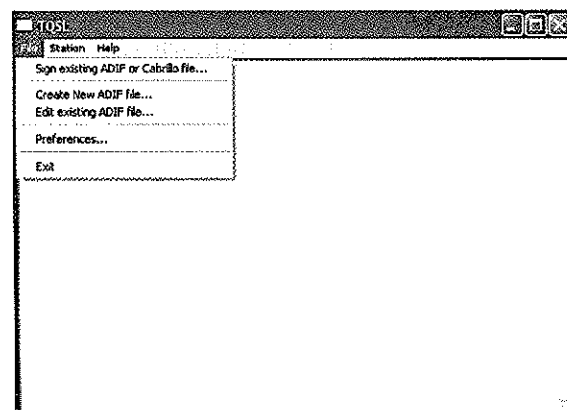 TQSL
File Station Help
Sign existing ADIF or Cabrillo file...
Create New ADIF file...
Edit existing ADIF file...
Preferences...
Exit